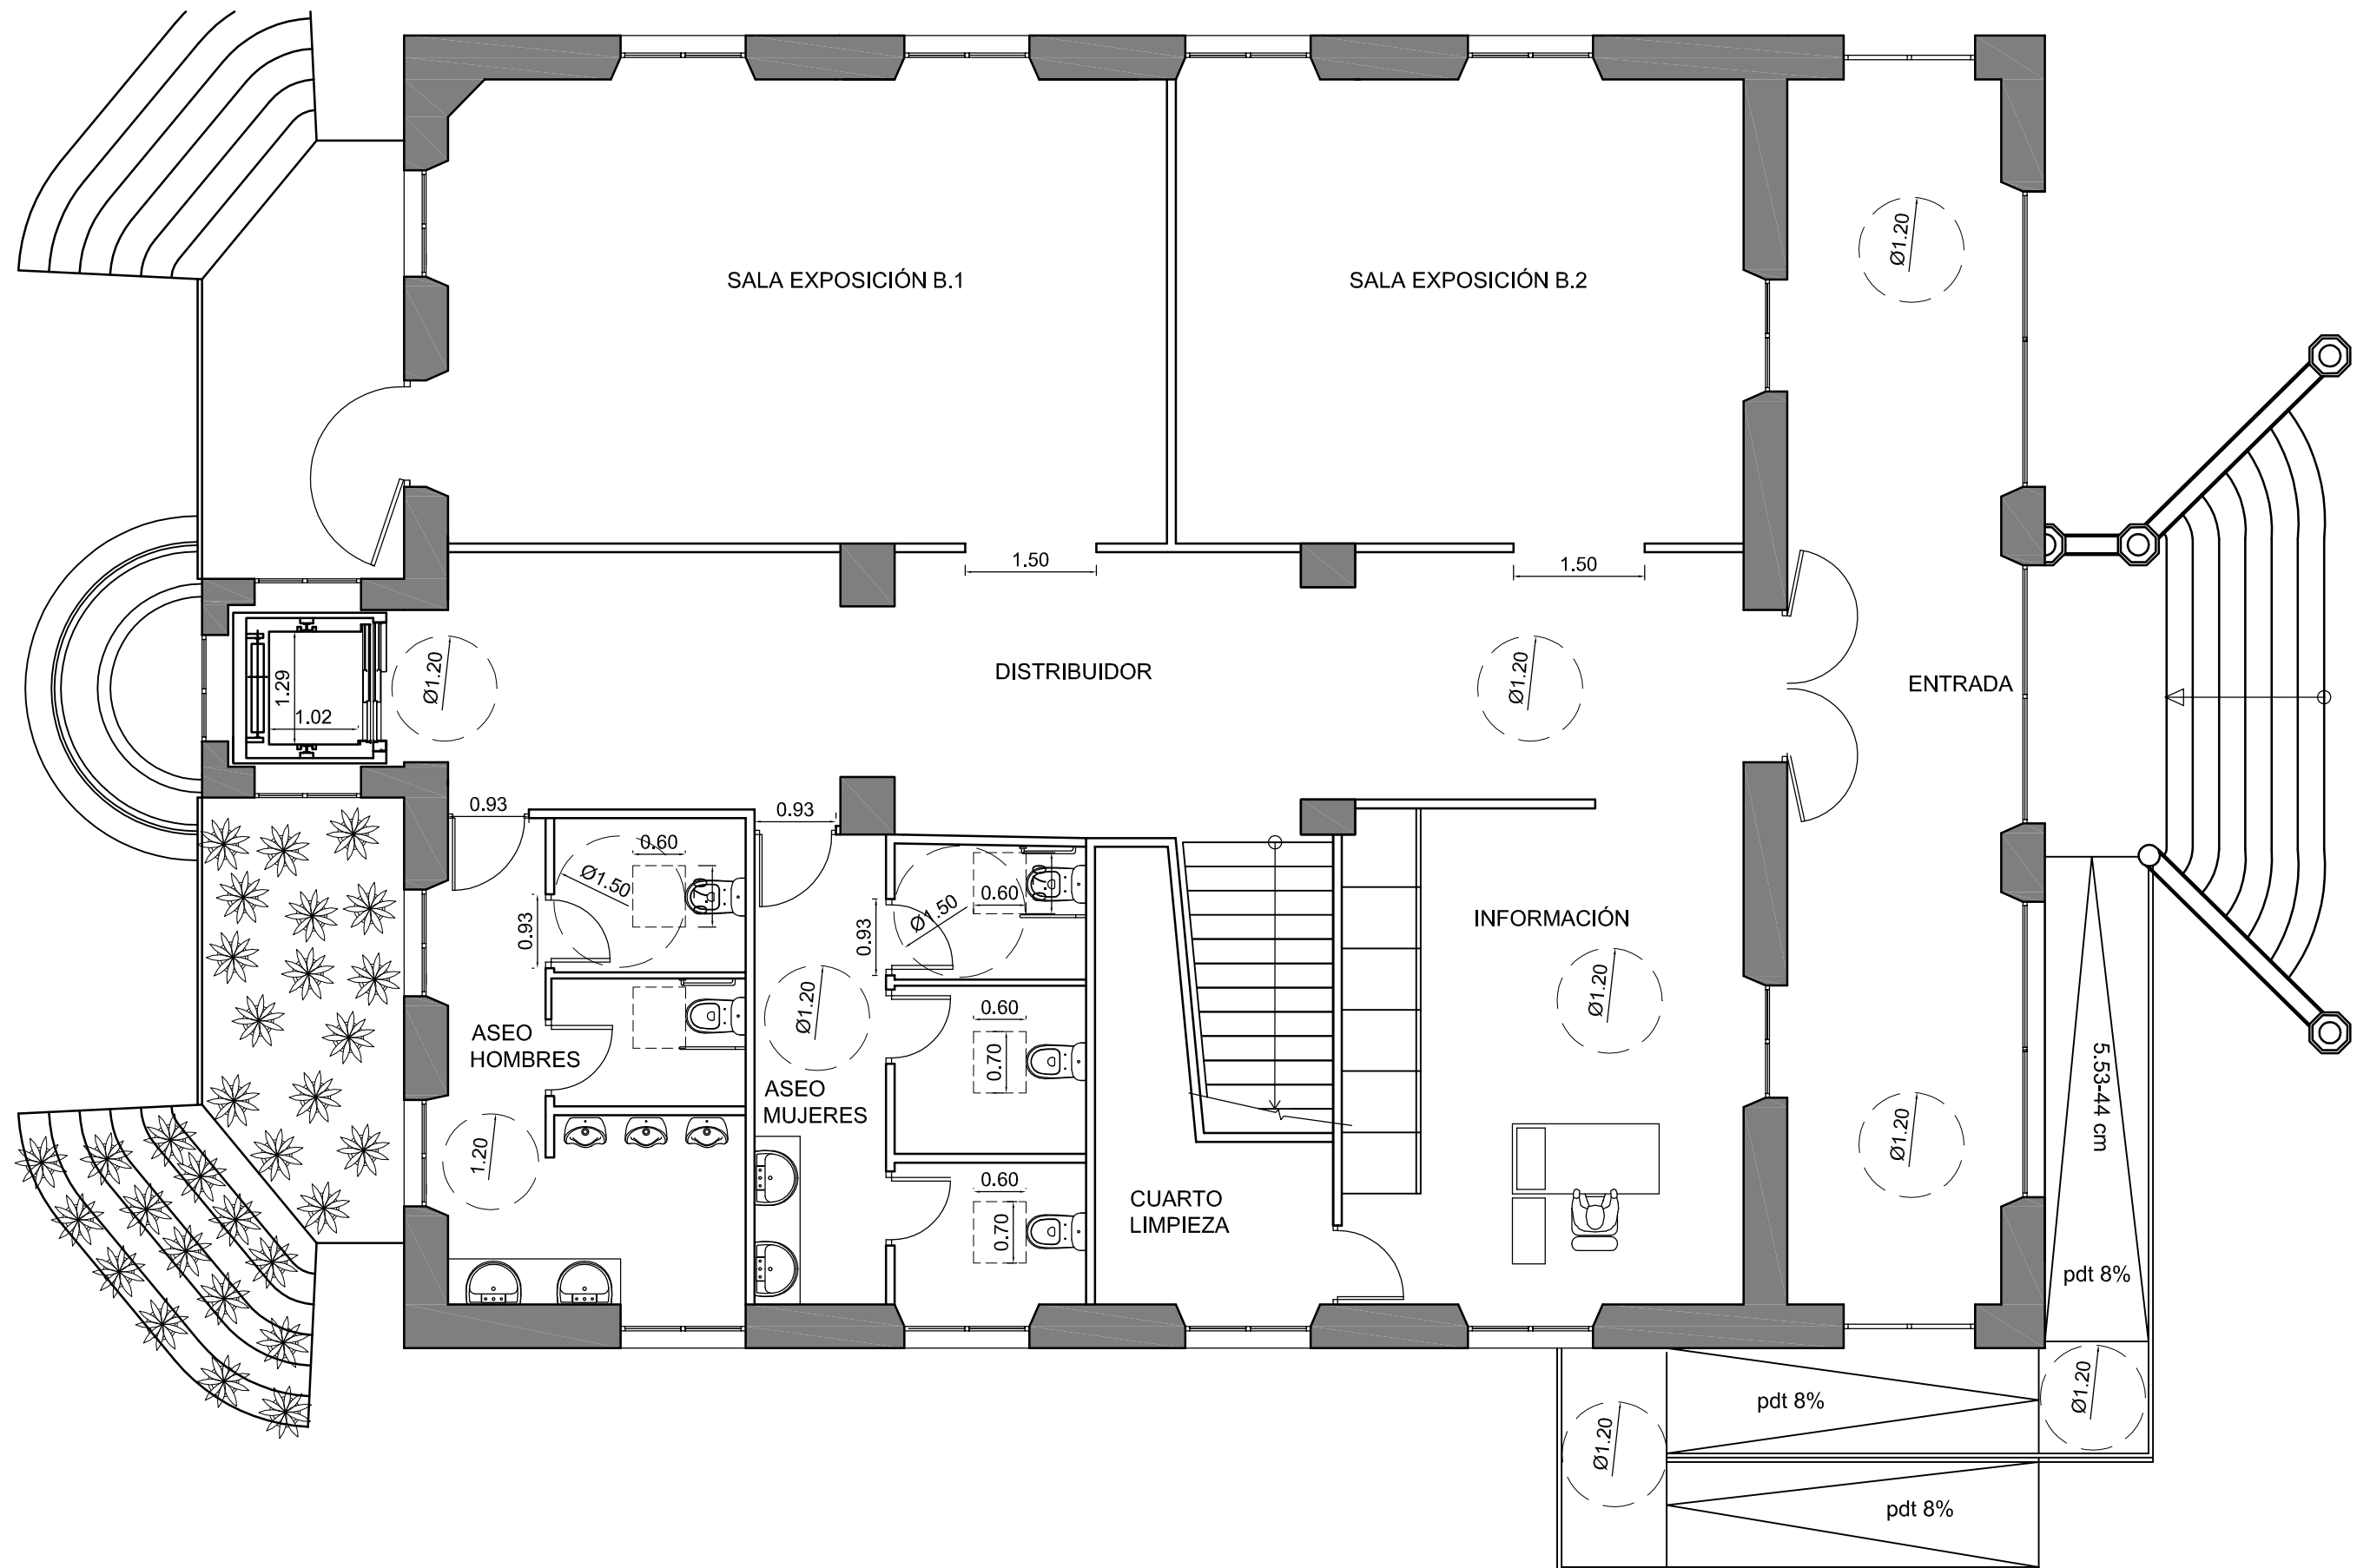 Ø1.20
SALA EXPOSICIÓN B.1
SALA EXPOSICIÓN B.2
1.50
1.50
Ø1.20
Ø1.20
DISTRIBUIDOR
ENTRADA
1.29
1.02
0.93
0.93
0.60
Ø1.50
0.60
Ø1.50
0.93
0.93
INFORMACIÓN
Ø1.20
Ø1.20
0.60
0.70
ASEO
HOMBRES
ASEO
MUJERES
5.53-44 cm
1.20
Ø1.20
0.60
0.70
CUARTO
LIMPIEZA
pdt 8%
Ø1.20
pdt 8%
Ø1.20
pdt 8%